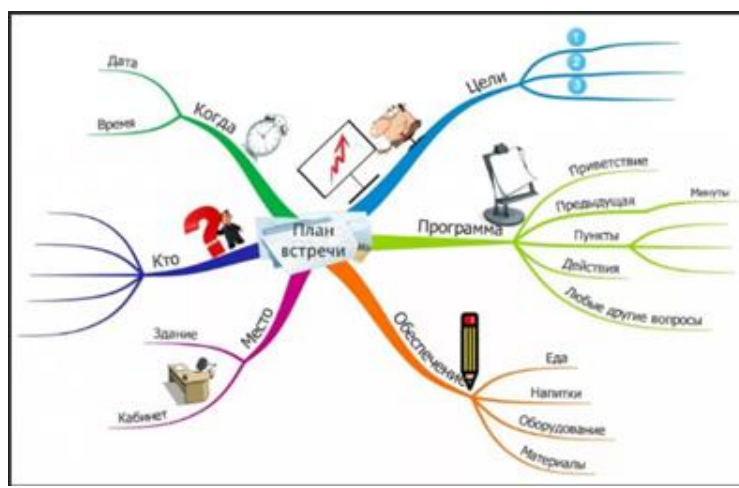 План
встречи
Цели
1
2
3
Программа
Приветствие
Предыдущая
Минуты
Пункты
Действия
Любые другие вопросы
Обеспечение
Еда
Напитки
Оборудование
Материалы
Место
Здание
Кабинет
Кто
Когда
Дата
Время